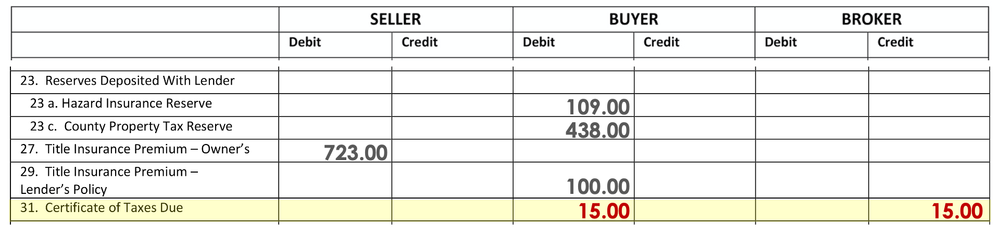 SELLER BUYER BROKER
Debit Credit Debit Credit Debit Credit
23. Reserves Deposited With Lender
23 a. Hazard Insurance Reserve 109.00
23 c. County Property Tax Reserve 438.00
27. Title Insurance Premium – Owner’s 723.00
29. Title Insurance Premium –
Lender’s Policy 100.00
31. Certificate of Taxes Due 15.00 15.00